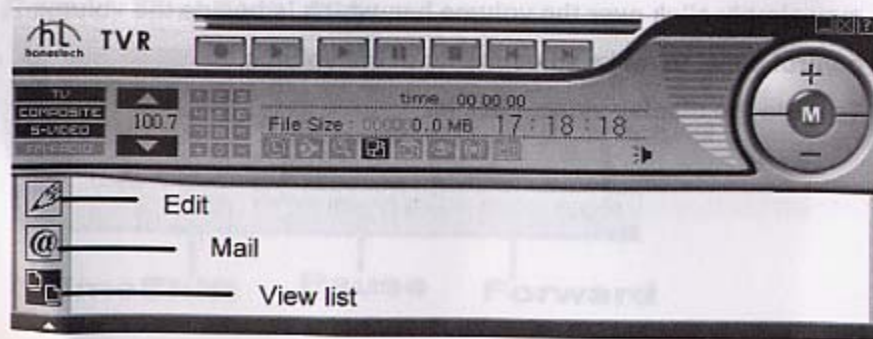 honestech
TVR
TV
COMPOSITE
S-VIDEO
FM-RADIO
100.7
time 00 00 00
File Size : 000000.0 MB 17 : 18 : 18
+
M
−
Edit
@ Mail
View list